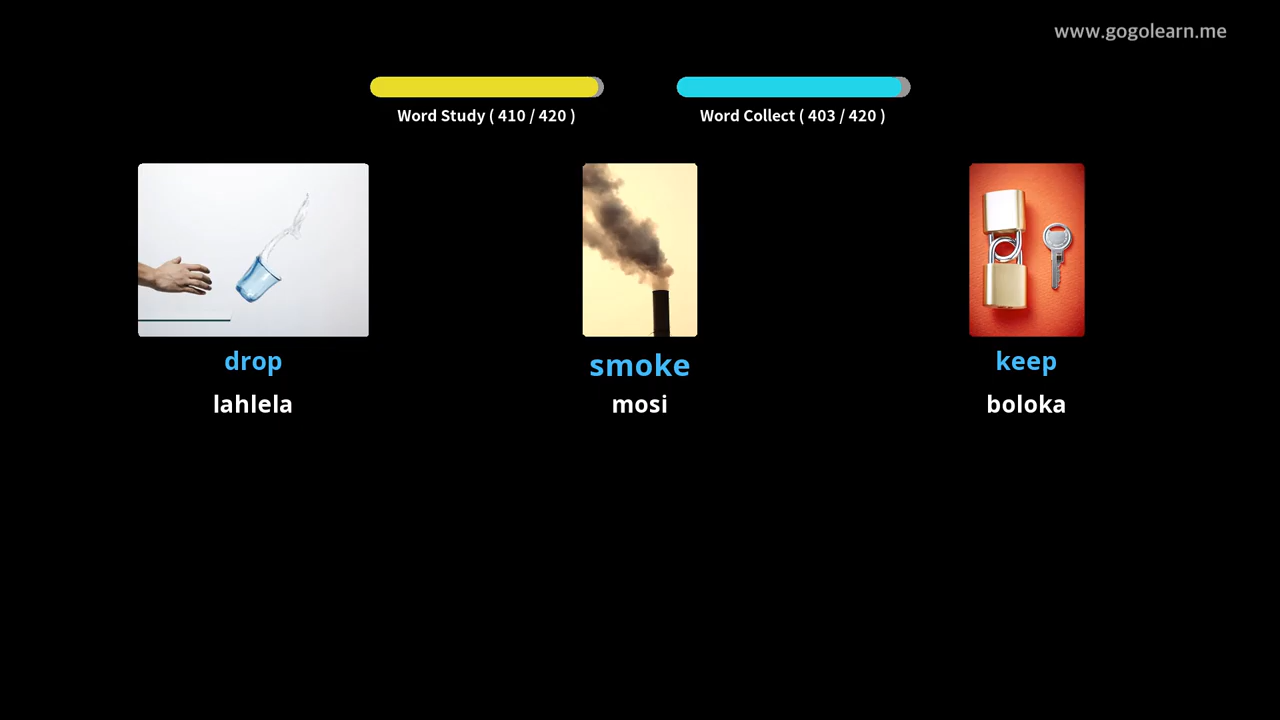 www.gogolearn.me
Word Study ( 410 / 420 )
Word Collect ( 403 / 420 )
drop
smoke
keep
lahlela
mosi
boloka